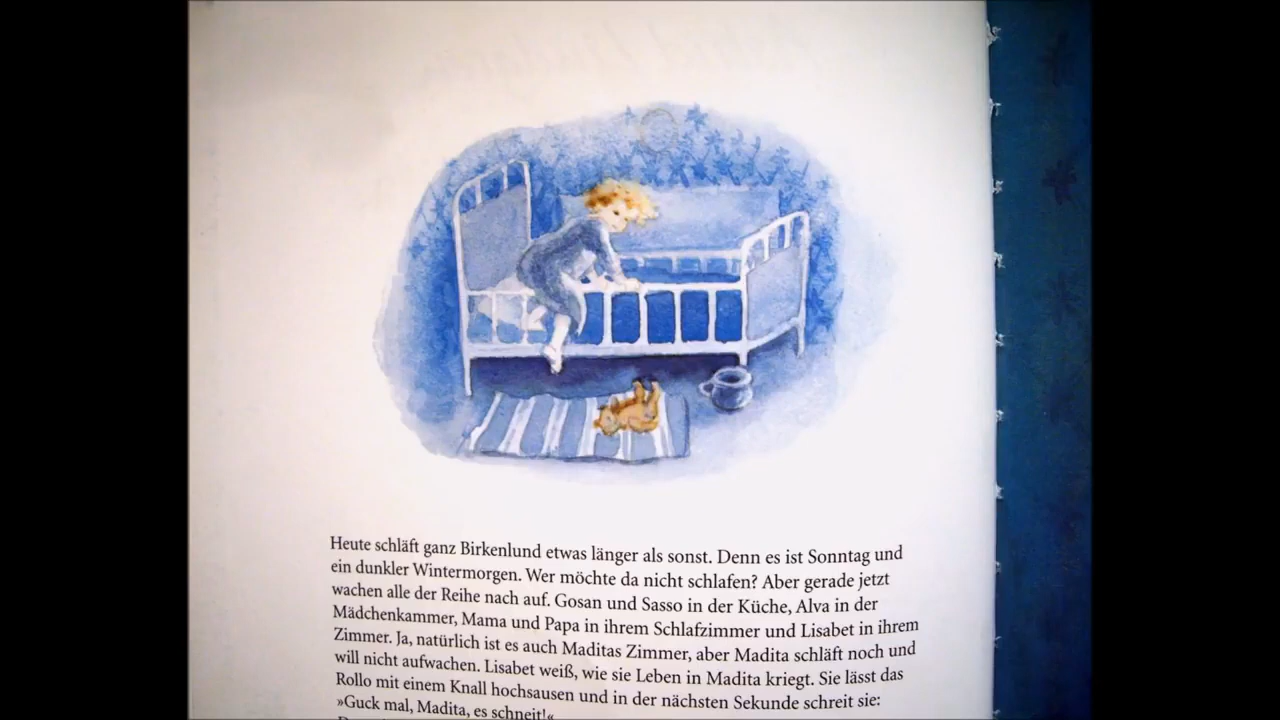 Heute schläft ganz Birkenlund etwas länger als sonst. Denn es ist Sonntag und
ein dunkler Wintermorgen. Wer möchte da nicht schlafen? Aber gerade jetzt
wachen alle der Reihe nach auf. Gosan und Sasso in der Küche, Alva in der
Mädchenkammer, Mama und Papa in ihrem Schlafzimmer und Lisabet in ihrem
Zimmer. Ja, natürlich ist es auch Maditas Zimmer, aber Madita schläft noch und
will nicht aufwachen. Lisabet weiß, wie sie Leben in Madita kriegt. Sie lässt das
Rollo mit einem Knall hochsausen und in der nächsten Sekunde schreit sie:
»Guck mal, Madita, es schneit!«